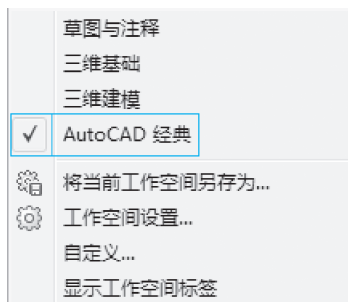 草图与注释
三维基础
三维建模
AutoCAD 经典
将当前工作空间另存为...
工作空间设置...
自定义...
显示工作空间标签